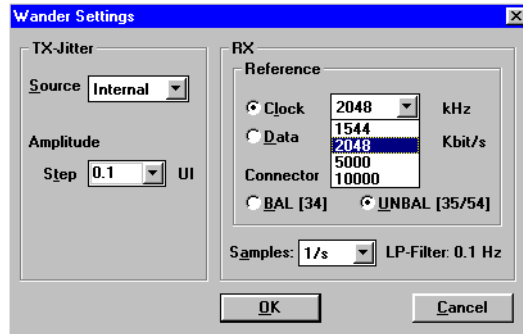 Wander Settings
TX-Jitter
Source Internal
Amplitude
Step 0.1 UI
RX
Reference
Clock 2048 kHz
1544
2048
5000
10000
Data Kbit/s
Connector
BAL [34] UNBAL [35/54]
Samples: 1/s LP-Filter: 0.1 Hz
OK Cancel